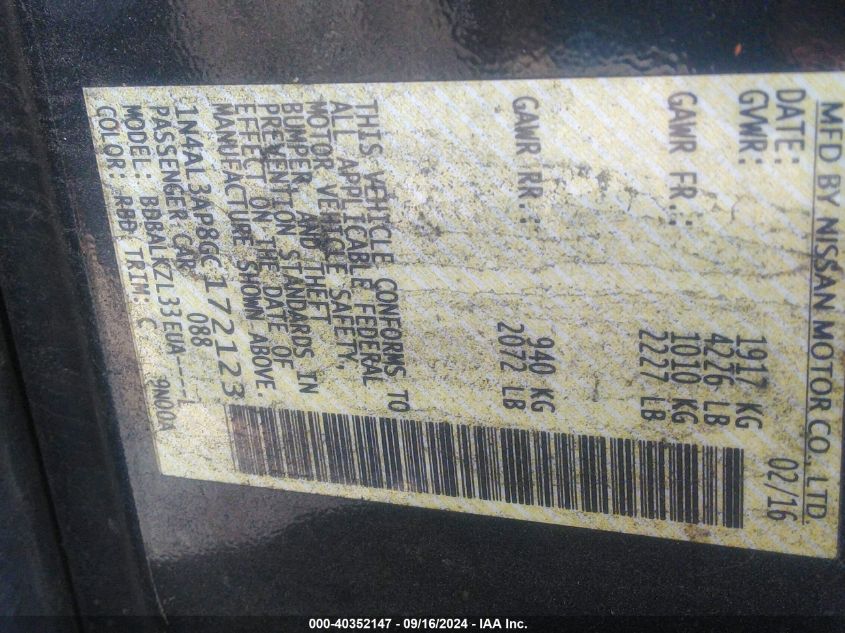 MFD BY NISSAN MOTOR CO., LTD.
DATE: 02/16
GVWR: 1917 KG
4226 LB
GAWR FR.: 1010 KG
2227 LB
GAWR RR.: 940 KG
2072 LB
THIS VEHICLE CONFORMS TO
ALL APPLICABLE FEDERAL
MOTOR VEHICLE SAFETY,
BUMPER AND THEFT
PREVENTION STANDARDS IN
EFFECT ON THE DATE OF
MANUFACTURE SHOWN ABOVE.
1N4AL3AP8GC172123
PASSENGER CAR 088
MODEL: BDBALKZL33EUA----L
COLOR: RBD TRIM: C 9N00A
000-40352147 - 09/16/2024 - IAA Inc.